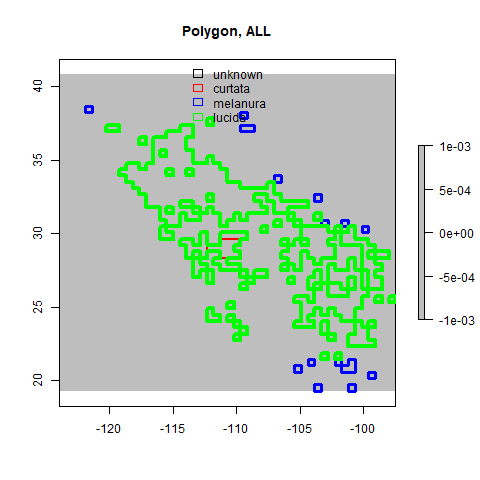 Polygon, ALL
unknown
curtata
melanura
lucida
40
35
30
25
20
-120
-115
-110
-105
-100
1e-03
5e-04
0e+00
-5e-04
-1e-03